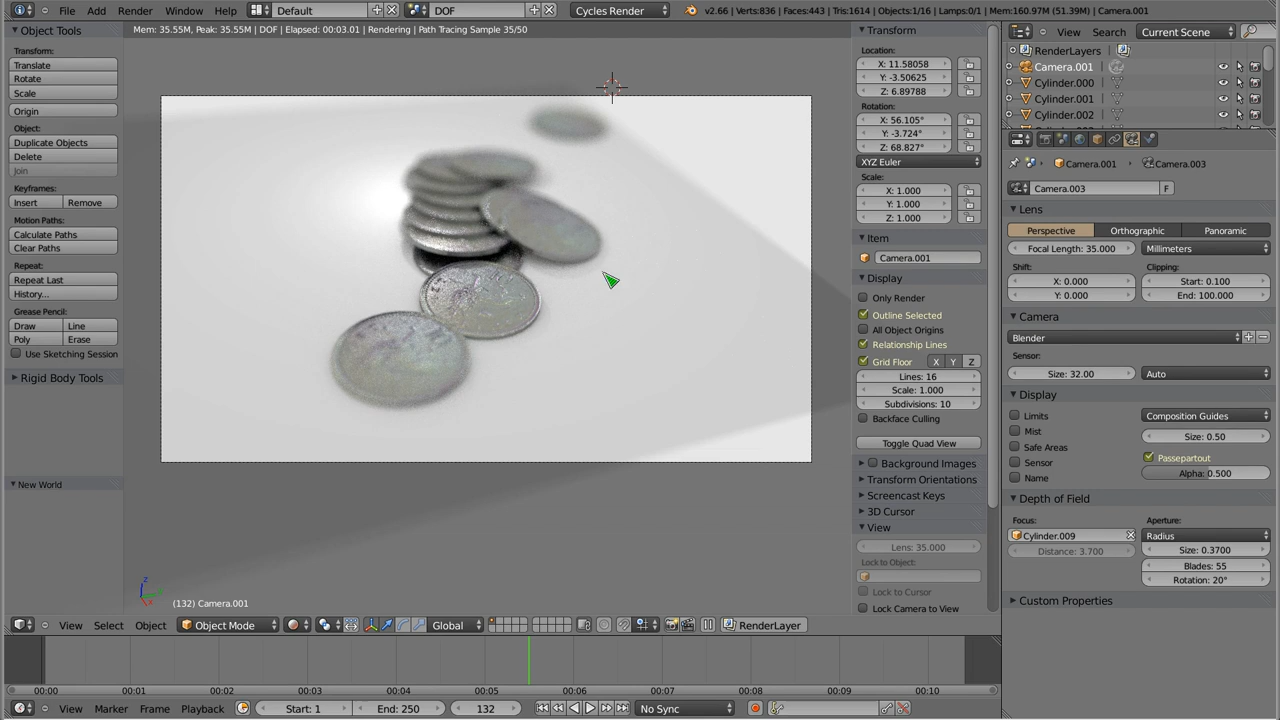 File Add Render Window Help Default DOF Cycles Render v2.66 | Verts:836 | Faces:443 | Tris:1614 | Objects:1/16 | Lamps:0/1 | Mem:160.97M (51.39M) | Camera.001
Object Tools
Transform:
Translate
Rotate
Scale
Origin
Object:
Duplicate Objects
Delete
Join
Keyframes:
Insert Remove
Motion Paths:
Calculate Paths
Clear Paths
Repeat:
Repeat Last
History...
Grease Pencil:
Draw Line
Poly Erase
Use Sketching Session
Rigid Body Tools
New World
Mem: 35.55M, Peak: 35.55M | DOF | Elapsed: 00:03.01 | Rendering | Path Tracing Sample 35/50
(132) Camera.001
z
Transform
Location:
X: 11.58058
Y: -3.50625
Z: 6.89788
Rotation:
X: 56.105°
Y: -3.724°
Z: 68.827°
XYZ Euler
Scale:
X: 1.000
Y: 1.000
Z: 1.000
Item
Camera.001
Display
Only Render
Outline Selected
All Object Origins
Relationship Lines
Grid Floor X Y Z
Lines: 16
Scale: 1.000
Subdivisions: 10
Backface Culling
Toggle Quad View
Background Images
Transform Orientations
Screencast Keys
3D Cursor
View
Lens: 35.000
Lock to Object:
Lock to Cursor
Lock Camera to View
View Search Current Scene
RenderLayers
Camera.001
Cylinder.000
Cylinder.001
Cylinder.002
Camera.001 Camera.003
Camera.003 F
Lens
Perspective Orthographic Panoramic
Focal Length: 35.000 Millimeters
Shift: Clipping:
X: 0.000 Start: 0.100
Y: 0.000 End: 100.000
Camera
Blender
Sensor:
Size: 32.00 Auto
Display
Limits Composition Guides
Mist Size: 0.50
Safe Areas
Sensor Passepartout
Name Alpha: 0.500
Depth of Field
Focus: Aperture:
Cylinder.009 Radius
Distance: 3.700 Size: 0.3700
Blades: 55
Rotation: 20°
Custom Properties
View Select Object Object Mode Global RenderLayer
00:00 00:01 00:02 00:03 00:04 00:05 00:06 00:07 00:08 00:09 00:10
View Marker Frame Playback Start: 1 End: 250 132 No Sync